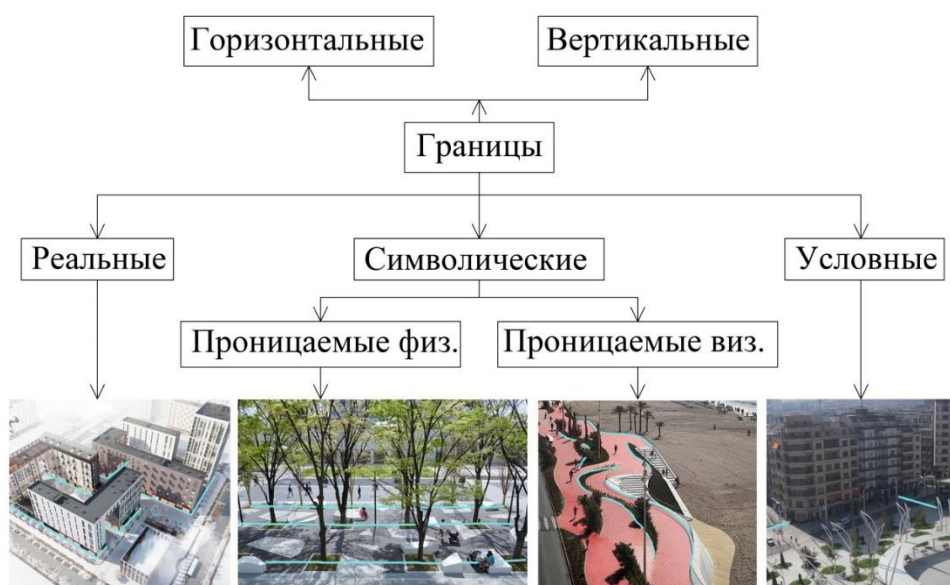 Горизонтальные
Вертикальные
Границы
Реальные
Символические
Условные
Проницаемые физ.
Проницаемые виз.